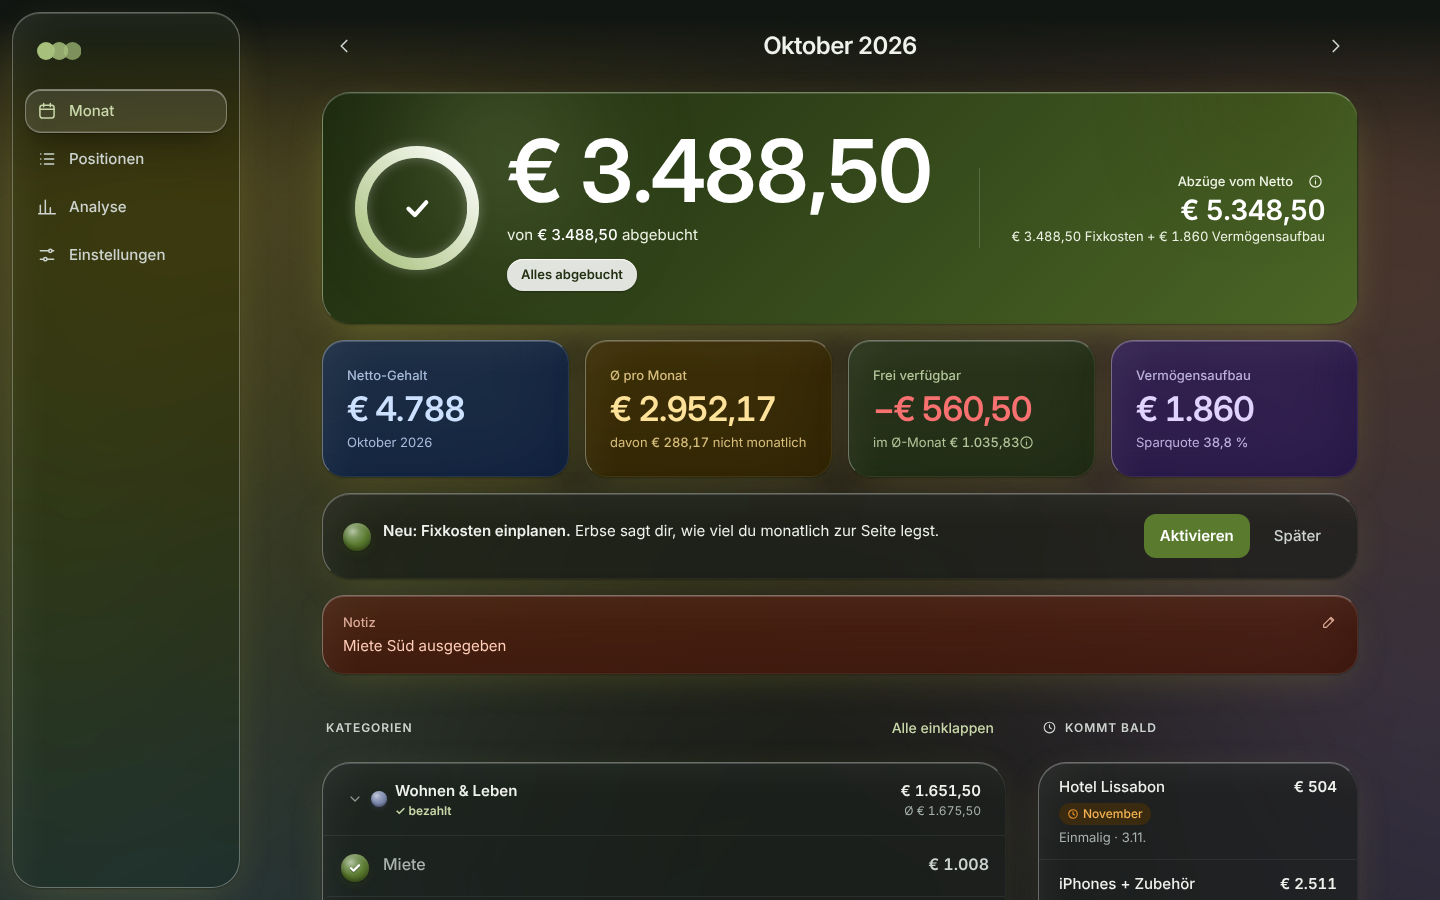 Oktober 2026
Monat
Positionen
Analyse
Einstellungen
€ 3.488,50
von € 3.488,50 abgebucht
Alles abgebucht
Abzüge vom Netto
€ 5.348,50
€ 3.488,50 Fixkosten + € 1.860 Vermögensaufbau
Netto-Gehalt
€ 4.788
Oktober 2026
Ø pro Monat
€ 2.952,17
davon € 288,17 nicht monatlich
Frei verfügbar
–€ 560,50
im Ø-Monat € 1.035,83
Vermögensaufbau
€ 1.860
Sparquote 38,8 %
Neu: Fixkosten einplanen. Erbse sagt dir, wie viel du monatlich zur Seite legst.
Aktivieren
Später
Notiz
Miete Süd ausgegeben
KATEGORIEN
Alle einklappen
Wohnen & Leben
€ 1.651,50
bezahlt
Ø € 1.675,50
Miete
€ 1.008
KOMMT BALD
Hotel Lissabon
€ 504
November
Einmalig · 3.11.
iPhones + Zubehör
€ 2.511